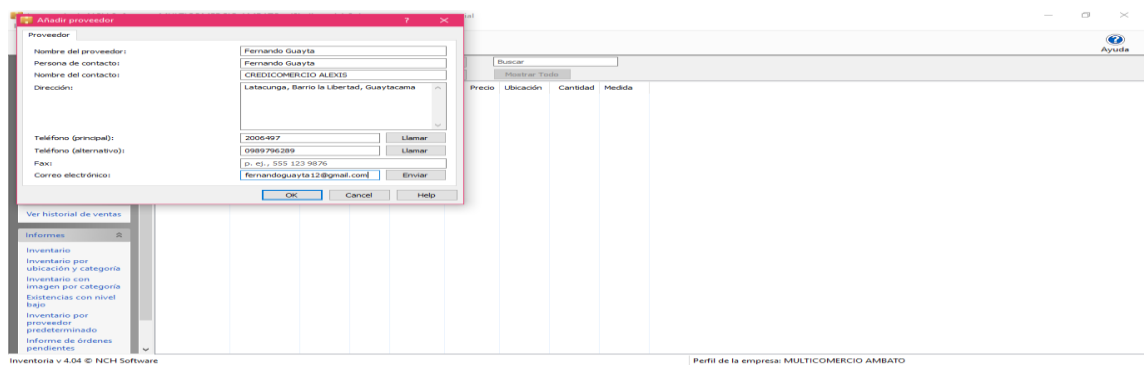 Añadir proveedor ? ×
ial
Proveedor
Ayuda
Nombre del proveedor: Fernando Guayta
Persona de contacto: Fernando Guayta
Buscar
Nombre del contacto: CREDICOMERCIO ALEXIS
Mostrar Todo
Dirección: Latacunga, Barrio la Libertad, Guaytacama
Precio Ubicación Cantidad Medida
Teléfono (principal): 2006497 Llamar
Teléfono (alternativo): 0989796289 Llamar
Fax: p. ej., 555 123 9876
Correo electrónico: fernandoguayta12@gmail.com Enviar
OK Cancel Help
Ver historial de ventas
Informes
Inventario
Inventario por
ubicación y categoría
Inventario con
imagen por categoría
Existencias con nivel
bajo
Inventario por
proveedor
predeterminado
Informe de órdenes
pendientes
Inventoria v 4.04 © NCH Software
Perfil de la empresa: MULTICOMERCIO AMBATO